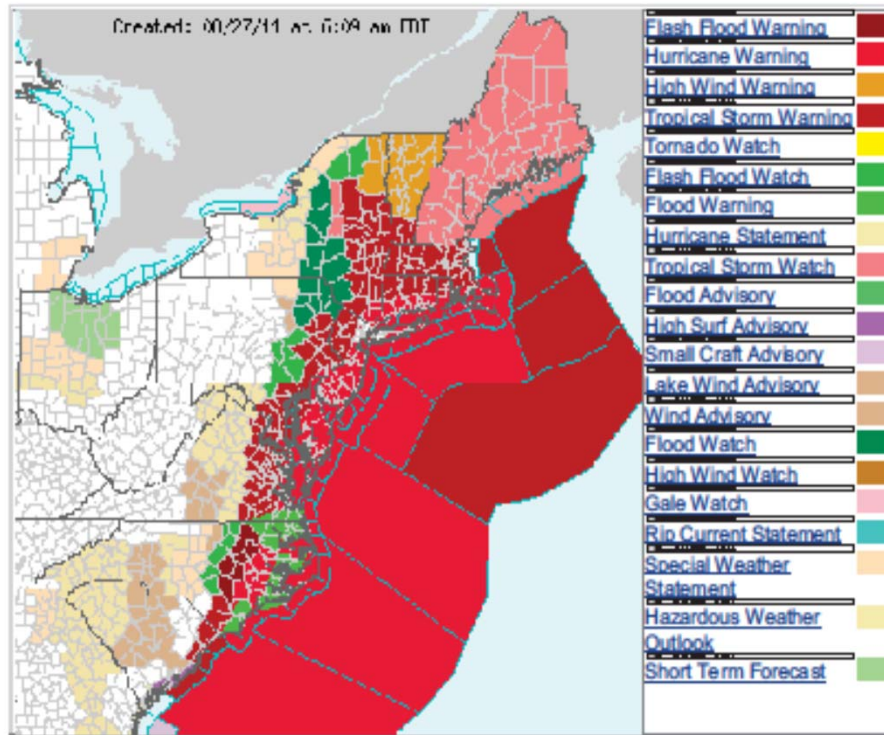 Created: 08/27/11 at 6:09 am EDT
Flash Flood Warning
Hurricane Warning
High Wind Warning
Tropical Storm Warning
Tornado Watch
Flash Flood Watch
Flood Warning
Hurricane Statement
Tropical Storm Watch
Flood Advisory
High Surf Advisory
Small Craft Advisory
Lake Wind Advisory
Wind Advisory
Flood Watch
High Wind Watch
Gale Watch
Rip Current Statement
Special Weather
Statement
Hazardous Weather
Outlook
Short Term Forecast